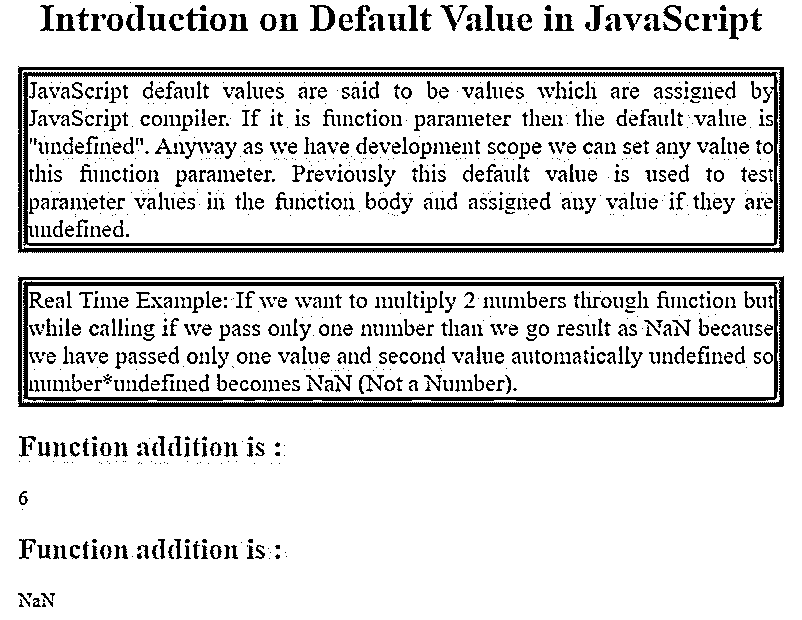 Introduction on Default Value in JavaScript
JavaScript default values are said to be values which are assigned by
JavaScript compiler. If it is function parameter then the default value is
"undefined". Anyway as we have development scope we can set any value to
this function parameter. Previously this default value is used to test
parameter values in the function body and assigned any value if they are
undefined.
Real Time Example: If we want to multiply 2 numbers through function but
while calling if we pass only one number than we go result as NaN because
we have passed only one value and second value automatically undefined so
number*undefined becomes NaN (Not a Number).
Function addition is :
6
Function addition is :
NaN